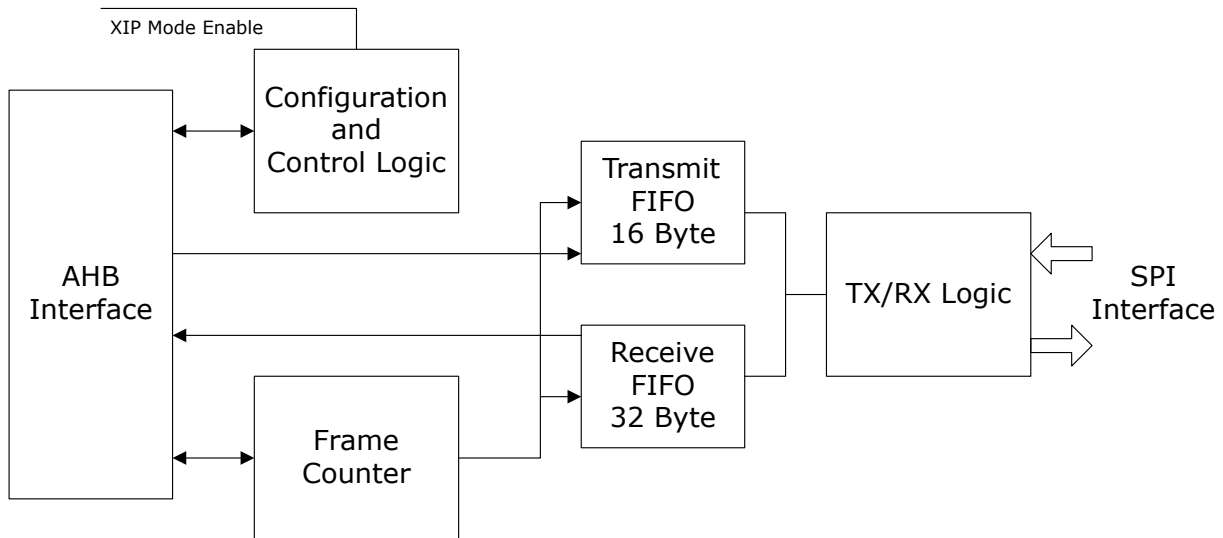 XIP Mode Enable
Configuration
and
Control Logic
AHB
Interface
Transmit
FIFO
16 Byte
TX/RX Logic
SPI
Interface
Receive
FIFO
32 Byte
Frame
Counter